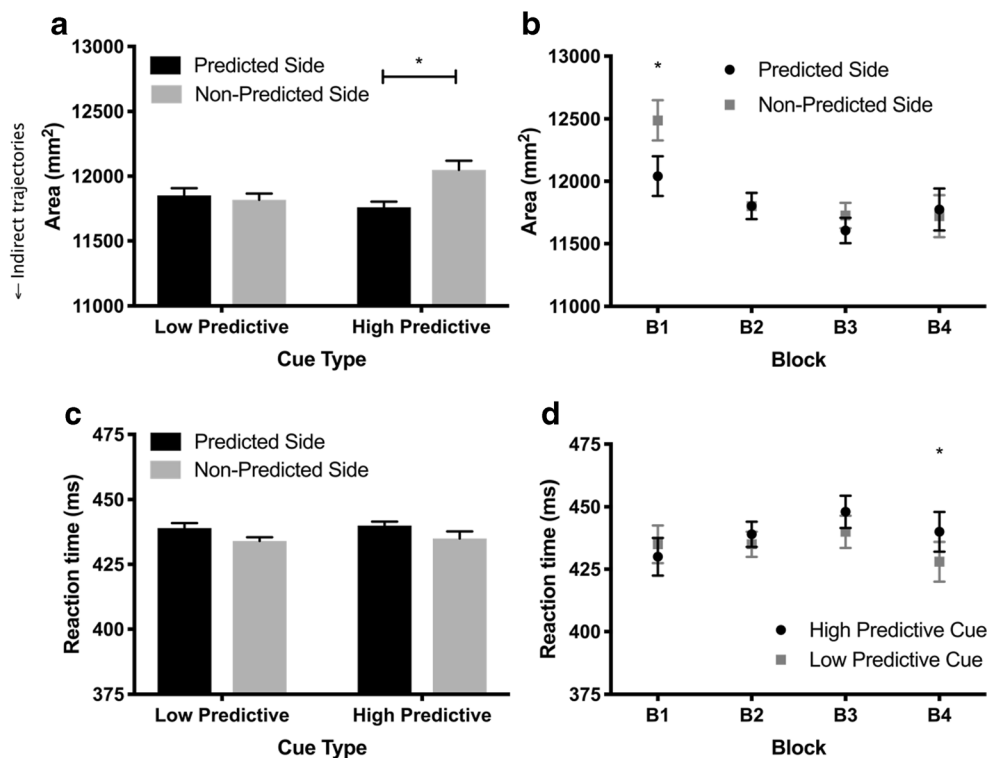 a
13000
12000
11500
11000
Area (mm²)
← Indirect trajectories
Predicted Side
Non-Predicted Side
*
Low Predictive
High Predictive
Cue Type
b
13000
12500
12000
11500
11000
Area (mm²)
*
Predicted Side
Non-Predicted Side
B1 B2 B3 B4
Block
c
475
450
425
400
375
Reaction time (ms)
Predicted Side
Non-Predicted Side
Low Predictive
High Predictive
Cue Type
d
475
450
425
400
375
Reaction time (ms)
*
High Predictive Cue
Low Predictive Cue
B1 B2 B3 B4
Block